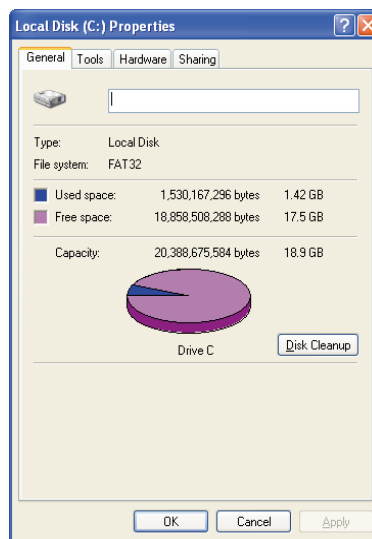 Local Disk (C:) Properties
General Tools Hardware Sharing
Type: Local Disk
File system: FAT32
Used space: 1,530,167,296 bytes 1.42 GB
Free space: 18,858,508,288 bytes 17.5 GB
Capacity: 20,388,675,584 bytes 18.9 GB
Drive C
Disk Cleanup
OK Cancel Apply